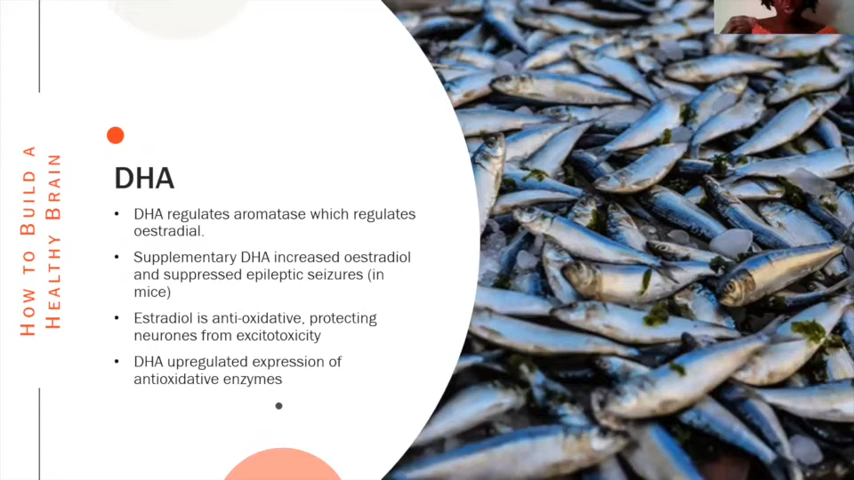 How to Build a
Healthy Brain
DHA
• DHA regulates aromatase which regulates
oestradial.
• Supplementary DHA increased oestradiol
and suppressed epileptic seizures (in
mice)
• Estradiol is anti-oxidative, protecting
neurones from excitotoxicity
• DHA upregulated expression of
antioxidative enzymes